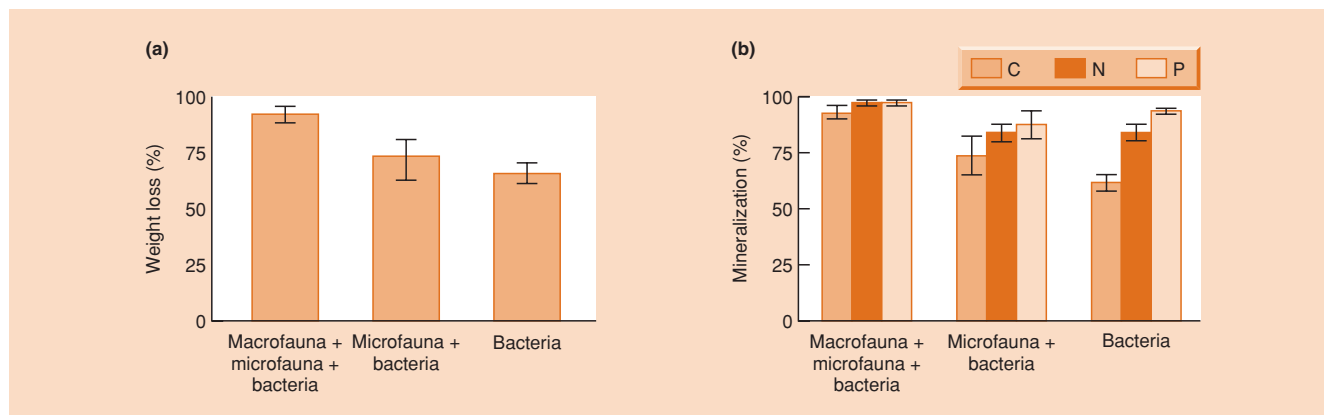 (a)
Weight loss (%)
100
75
50
25
0
Macrofauna +
microfauna +
bacteria
Microfauna +
bacteria
Bacteria
(b)
C N P
Mineralization (%)
100
75
50
25
0
Macrofauna +
microfauna +
bacteria
Microfauna +
bacteria
Bacteria